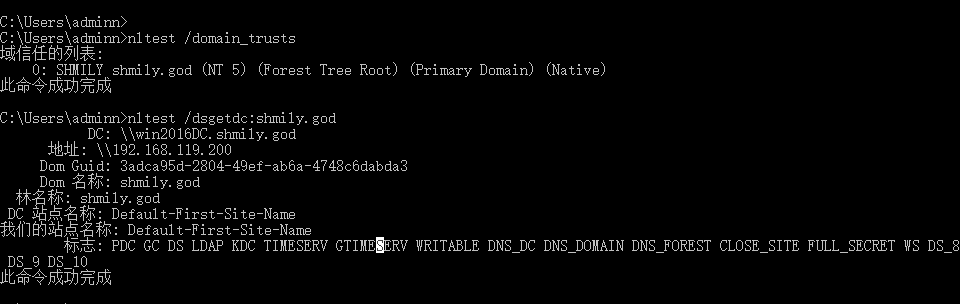 C:\Users\adminn>
C:\Users\adminn>nltest /domain_trusts
域信任的列表:
    0: SHMILY shmily.god (NT 5) (Forest Tree Root) (Primary Domain) (Native)
此命令成功完成
C:\Users\adminn>nltest /dsgetdc:shmily.god
           DC: \\win2016DC.shmily.god
      地址: \\192.168.119.200
     Dom Guid: 3adca95d-2804-49ef-ab6a-4748c6dabda3
     Dom 名称: shmily.god
  林名称: shmily.god
 DC 站点名称: Default-First-Site-Name
我们的站点名称: Default-First-Site-Name
        标志: PDC GC DS LDAP KDC TIMESERV GTIMESERV WRITABLE DNS_DC DNS_DOMAIN DNS_FOREST CLOSE_SITE FULL_SECRET WS DS_8
 DS_9 DS_10
此命令成功完成